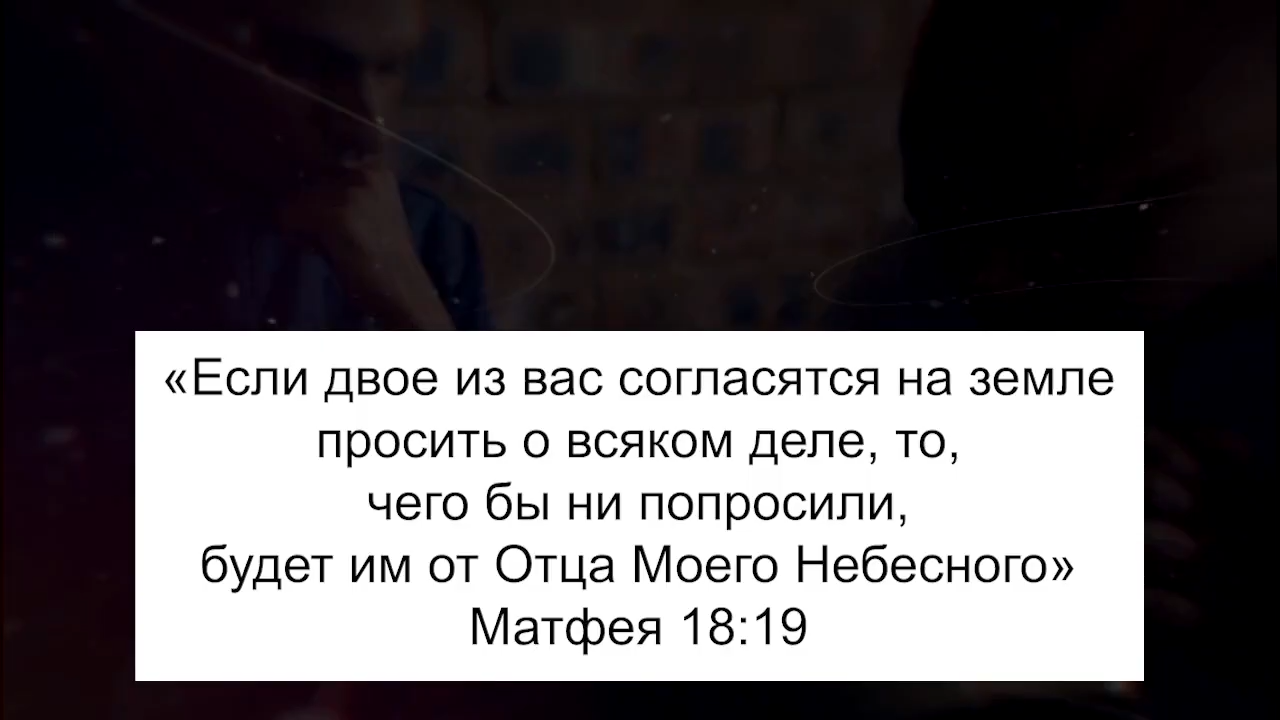 «Если двое из вас согласятся на земле
просить о всяком деле, то,
чего бы ни попросили,
будет им от Отца Моего Небесного»
Матфея 18:19